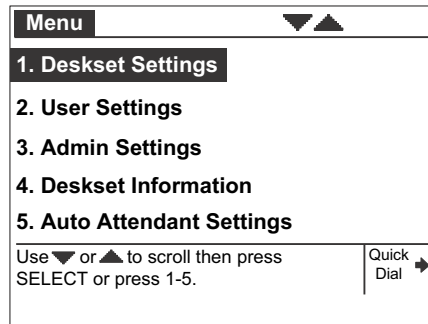 Menu
1. Deskset Settings
2. User Settings
3. Admin Settings
4. Deskset Information
5. Auto Attendant Settings
Use ▼ or ▲ to scroll then press
SELECT or press 1-5.
Quick
Dial